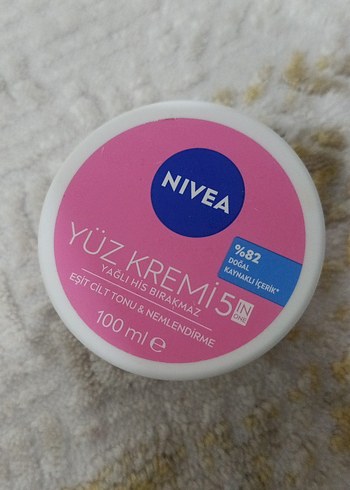 NIVEA
%82
DOĞAL
KAYNAKLI İÇERİK*
YÜZ KREMİ 5 IN
YAĞLI HİS BIRAKMAZ
EŞİT CİLT TONU & NEMLENDİRME
100 ml e